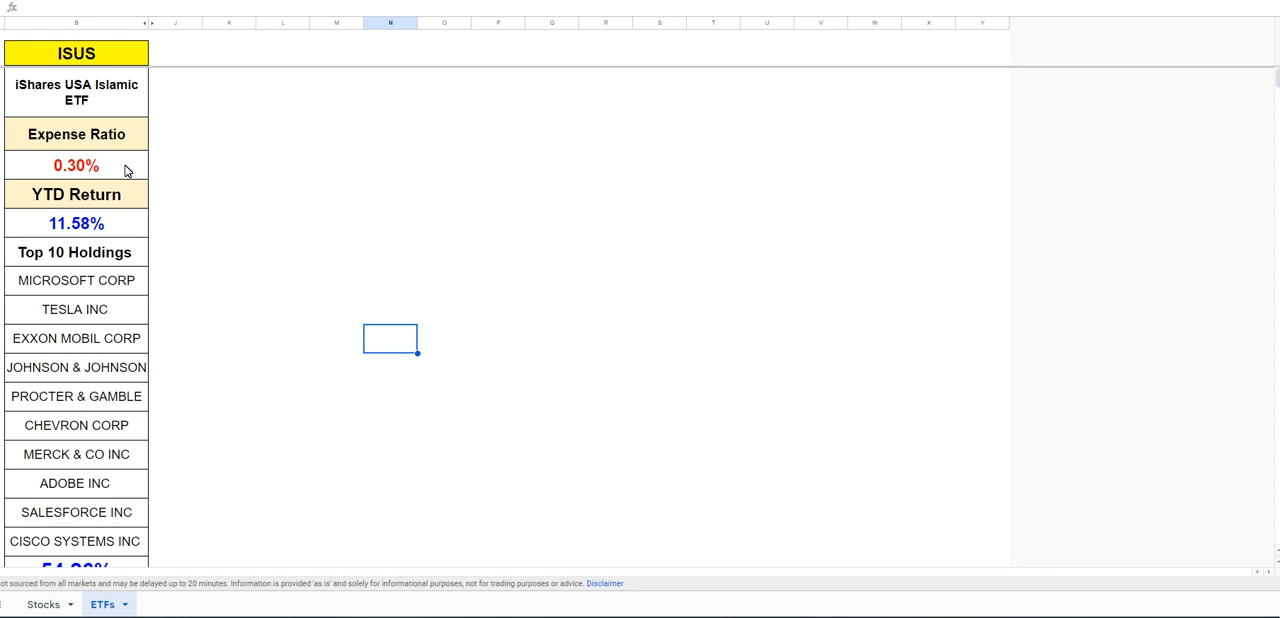 fx
B J K L M N O P Q R S T U V W X Y
ISUS
iShares USA Islamic
ETF
Expense Ratio
0.30%
YTD Return
11.58%
Top 10 Holdings
MICROSOFT CORP
TESLA INC
EXXON MOBIL CORP
JOHNSON & JOHNSON
PROCTER & GAMBLE
CHEVRON CORP
MERCK & CO INC
ADOBE INC
SALESFORCE INC
CISCO SYSTEMS INC
ot sourced from all markets and may be delayed up to 20 minutes. Information is provided 'as is' and solely for informational purposes, not for trading purposes or advice. Disclaimer
Stocks ETFs